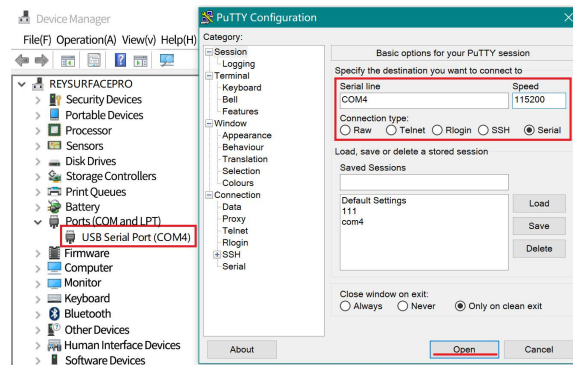 Device Manager
File(F) Operation(A) View(v) Help(H)
REYSURFACEPRO
Security Devices
Portable Devices
Processor
Sensors
Disk Drives
Storage Controllers
Print Queues
Battery
Ports (COM and LPT)
USB Serial Port (COM4)
Firmware
Computer
Monitor
Keyboard
Bluetooth
Other Devices
Human Interface Devices
Software Devices
PuTTY Configuration
Category:
Session
Logging
Terminal
Keyboard
Bell
Features
Window
Appearance
Behaviour
Translation
Selection
Colours
Connection
Data
Proxy
Telnet
Rlogin
SSH
Serial
Basic options for your PuTTY session
Specify the destination you want to connect to
Serial line Speed
COM4 115200
Connection type:
Raw Telnet Rlogin SSH Serial
Load, save or delete a stored session
Saved Sessions
Default Settings
111
com4
Load
Save
Delete
Close window on exit:
Always Never Only on clean exit
About Open Cancel